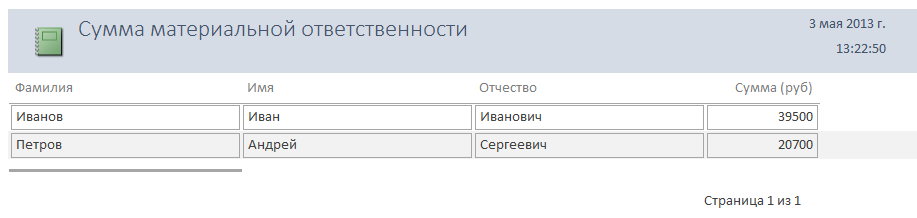 Сумма материальной ответственности
3 мая 2013 г.
13:22:50
Фамилия Имя Отчество Сумма (руб)
Иванов Иван Иванович 39500
Петров Андрей Сергеевич 20700
Страница 1 из 1